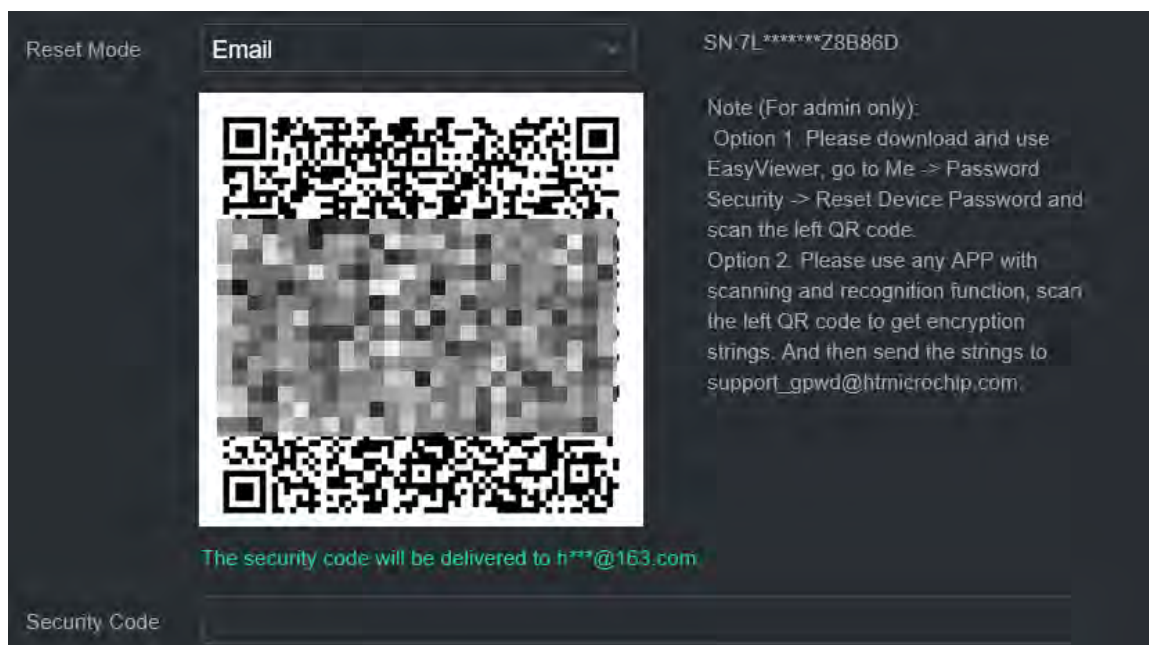 Reset Mode
Email
SN:7L*******Z8B86D
Note (For admin only):
Option 1. Please download and use
EasyViewer, go to Me -> Password
Security -> Reset Device Password and
scan the left QR code.
Option 2. Please use any APP with
scanning and recognition function, scan
the left QR code to get encryption
strings. And then send the strings to
support_gpwd@htmicrochip.com.
The security code will be delivered to h***@163.com.
Security Code